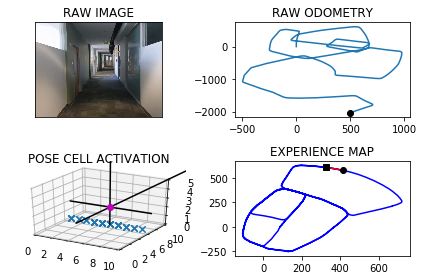 RAW IMAGE
RAW ODOMETRY
0
−1000
−2000
−500 0 500 1000
POSE CELL ACTIVATION
5
4
3
2
1
0
0 2 4 6 8 10
0 2 4 6 8 10
EXPERIENCE MAP
500
250
0
−250
0 200 400 600